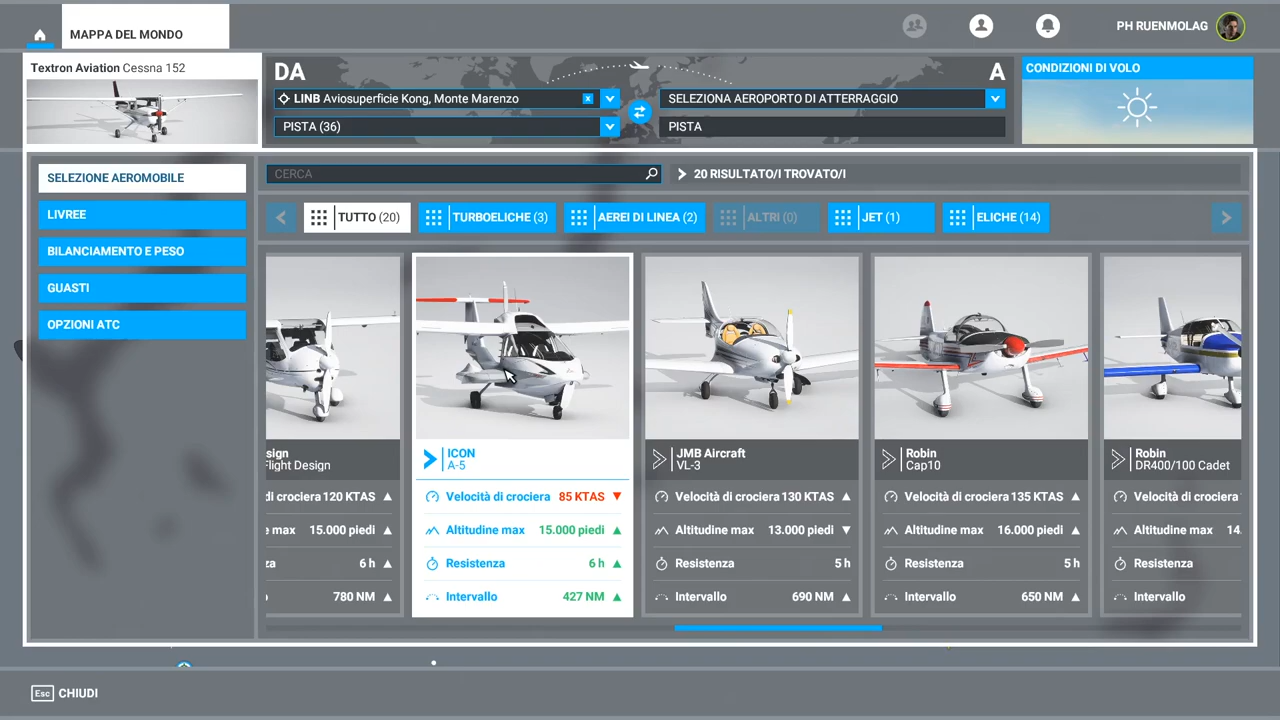 MAPPA DEL MONDO
PH RUENMOLAG
Textron Aviation Cessna 152
DA
LINB Aviosuperficie Kong, Monte Marenzo
x
PISTA (36)
A
SELEZIONA AEROPORTO DI ATTERRAGGIO
PISTA
CONDIZIONI DI VOLO
SELEZIONE AEROMOBILE
LIVREE
BILANCIAMENTO E PESO
GUASTI
OPZIONI ATC
CERCA
20 RISULTATO/I TROVATO/I
TUTTO (20)
TURBOELICHE (3)
AEREI DI LINEA (2)
ALTRI (0)
JET (1)
ELICHE (14)
sign
Flight Design
di crociera 120 KTAS
15.000 piedi
za 6 h
780 NM
ICON
A-5
Velocità di crociera 85 KTAS
Altitudine max 15.000 piedi
Resistenza 6 h
Intervallo 427 NM
JMB Aircraft
VL-3
Velocità di crociera 130 KTAS
Altitudine max 13.000 piedi
Resistenza 5 h
Intervallo 690 NM
Robin
Cap10
Velocità di crociera 135 KTAS
Altitudine max 16.000 piedi
Resistenza 5 h
Intervallo 650 NM
Robin
DR400/100 Cadet
Velocità di crociera
Altitudine max 14.
Resistenza
Intervallo
Esc CHIUDI